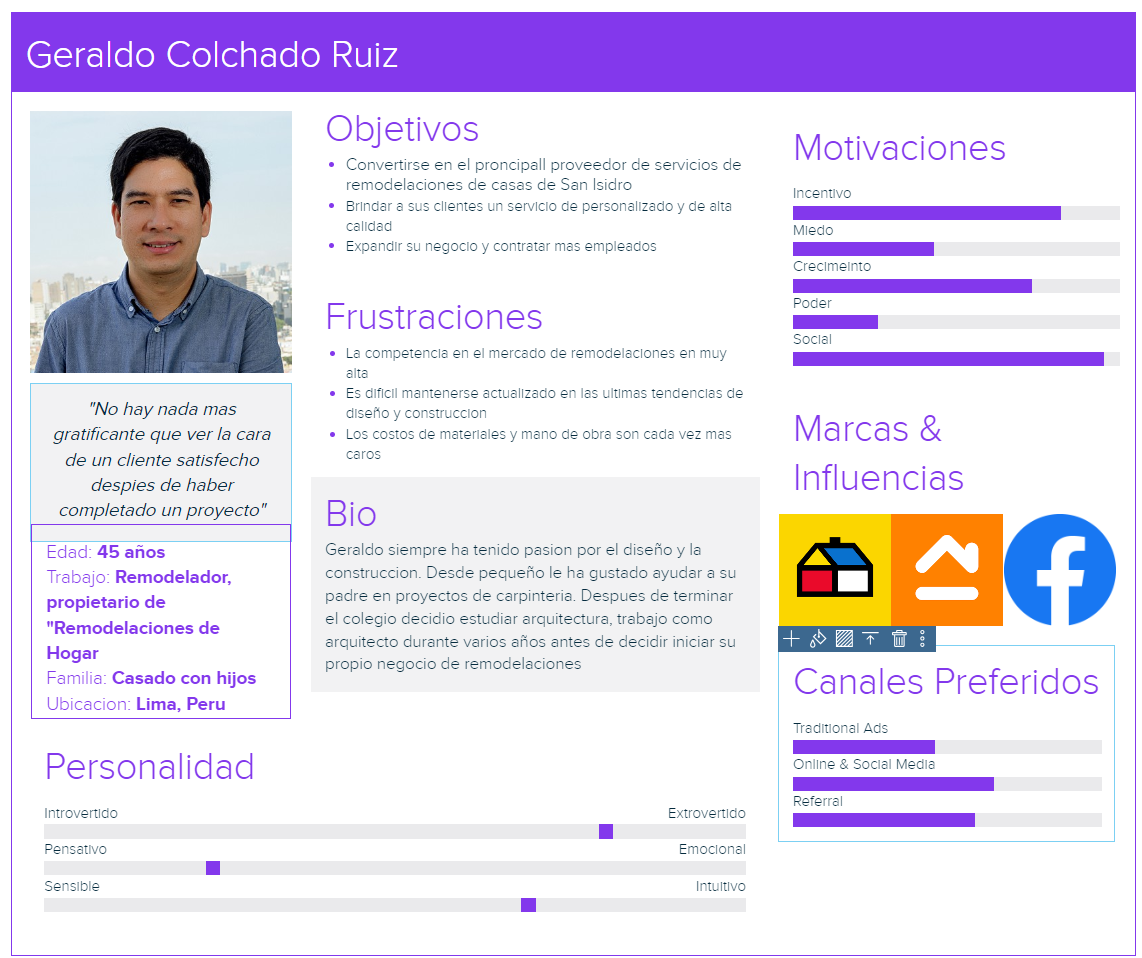 Geraldo Colchado Ruiz
"No hay nada mas
gratificante que ver la cara
de un cliente satisfecho
despies de haber
completado un proyecto"
Edad: 45 años
Trabajo: Remodelador,
propietario de
"Remodelaciones de
Hogar
Familia: Casado con hijos
Ubicacion: Lima, Peru
Objetivos
Convertirse en el proncipall proveedor de servicios de
remodelaciones de casas de San Isidro
Brindar a sus clientes un servicio de personalizado y de alta
calidad
Expandir su negocio y contratar mas empleados
Frustraciones
La competencia en el mercado de remodelaciones en muy
alta
Es dificil mantenerse actualizado en las ultimas tendencias de
diseño y construccion
Los costos de materiales y mano de obra son cada vez mas
caros
Bio
Geraldo siempre ha tenido pasion por el diseño y la
construccion. Desde pequeño le ha gustado ayudar a su
padre en proyectos de carpinteria. Despues de terminar
el colegio decidio estudiar arquitectura, trabajo como
arquitecto durante varios años antes de decidir iniciar su
propio negocio de remodelaciones
Motivaciones
Incentivo
Miedo
Crecimeinto
Poder
Social
Marcas &
Influencias
Canales Preferidos
Traditional Ads
Online & Social Media
Referral
Personalidad
Introvertido Extrovertido
Pensativo Emocional
Sensible Intuitivo